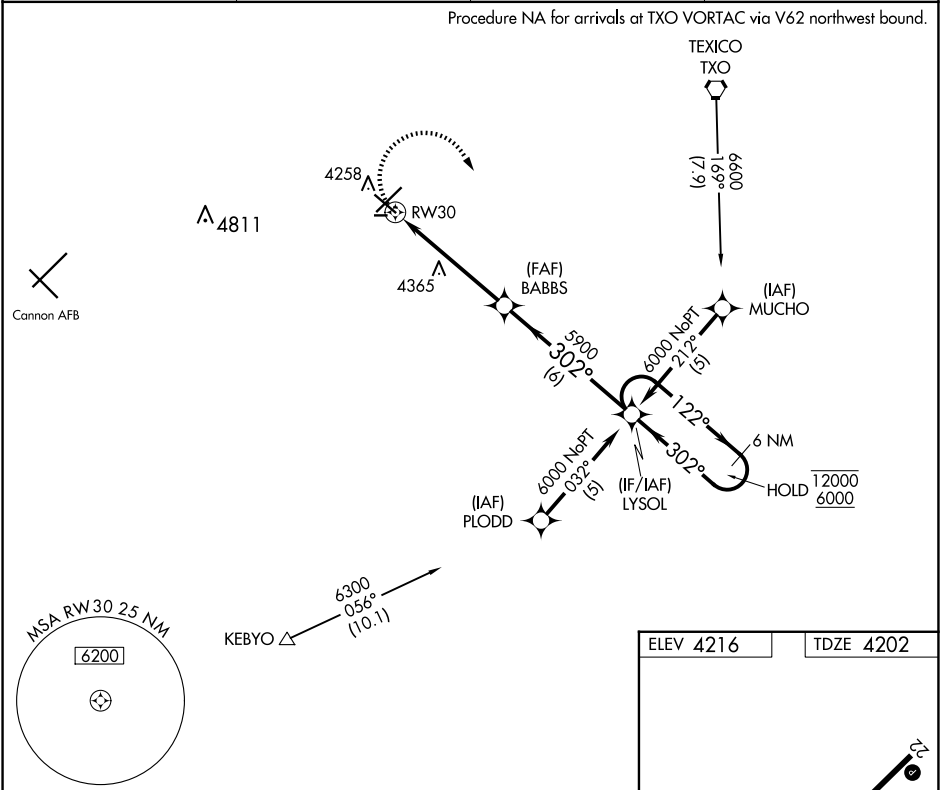 Procedure NA for arrivals at TXO VORTAC via V62 northwest bound.
TEXICO
TXO
6600
169°
(7.9)
4258
RW30
4811
4365
(FAF)
BABBS
Cannon AFB
(IAF)
MUCHO
5900
302°
(6)
6000 NoPT
212°
(5)
122°
6 NM
302°
HOLD
12000
6000
6000 NoPT
032°
(5)
(IF/IAF)
LYSOL
(IAF)
PLODD
6300
056°
(10.1)
KEBYO
MSA RW30 25 NM
6200
ELEV 4216
TDZE 4202
22
P